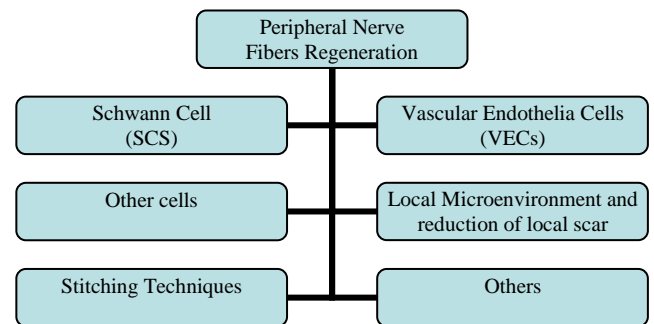 Peripheral Nerve
Fibers Regeneration
Schwann Cell
(SCS)
Vascular Endothelia Cells
(VECs)
Other cells
Local Microenvironment and
reduction of local scar
Stitching Techniques
Others